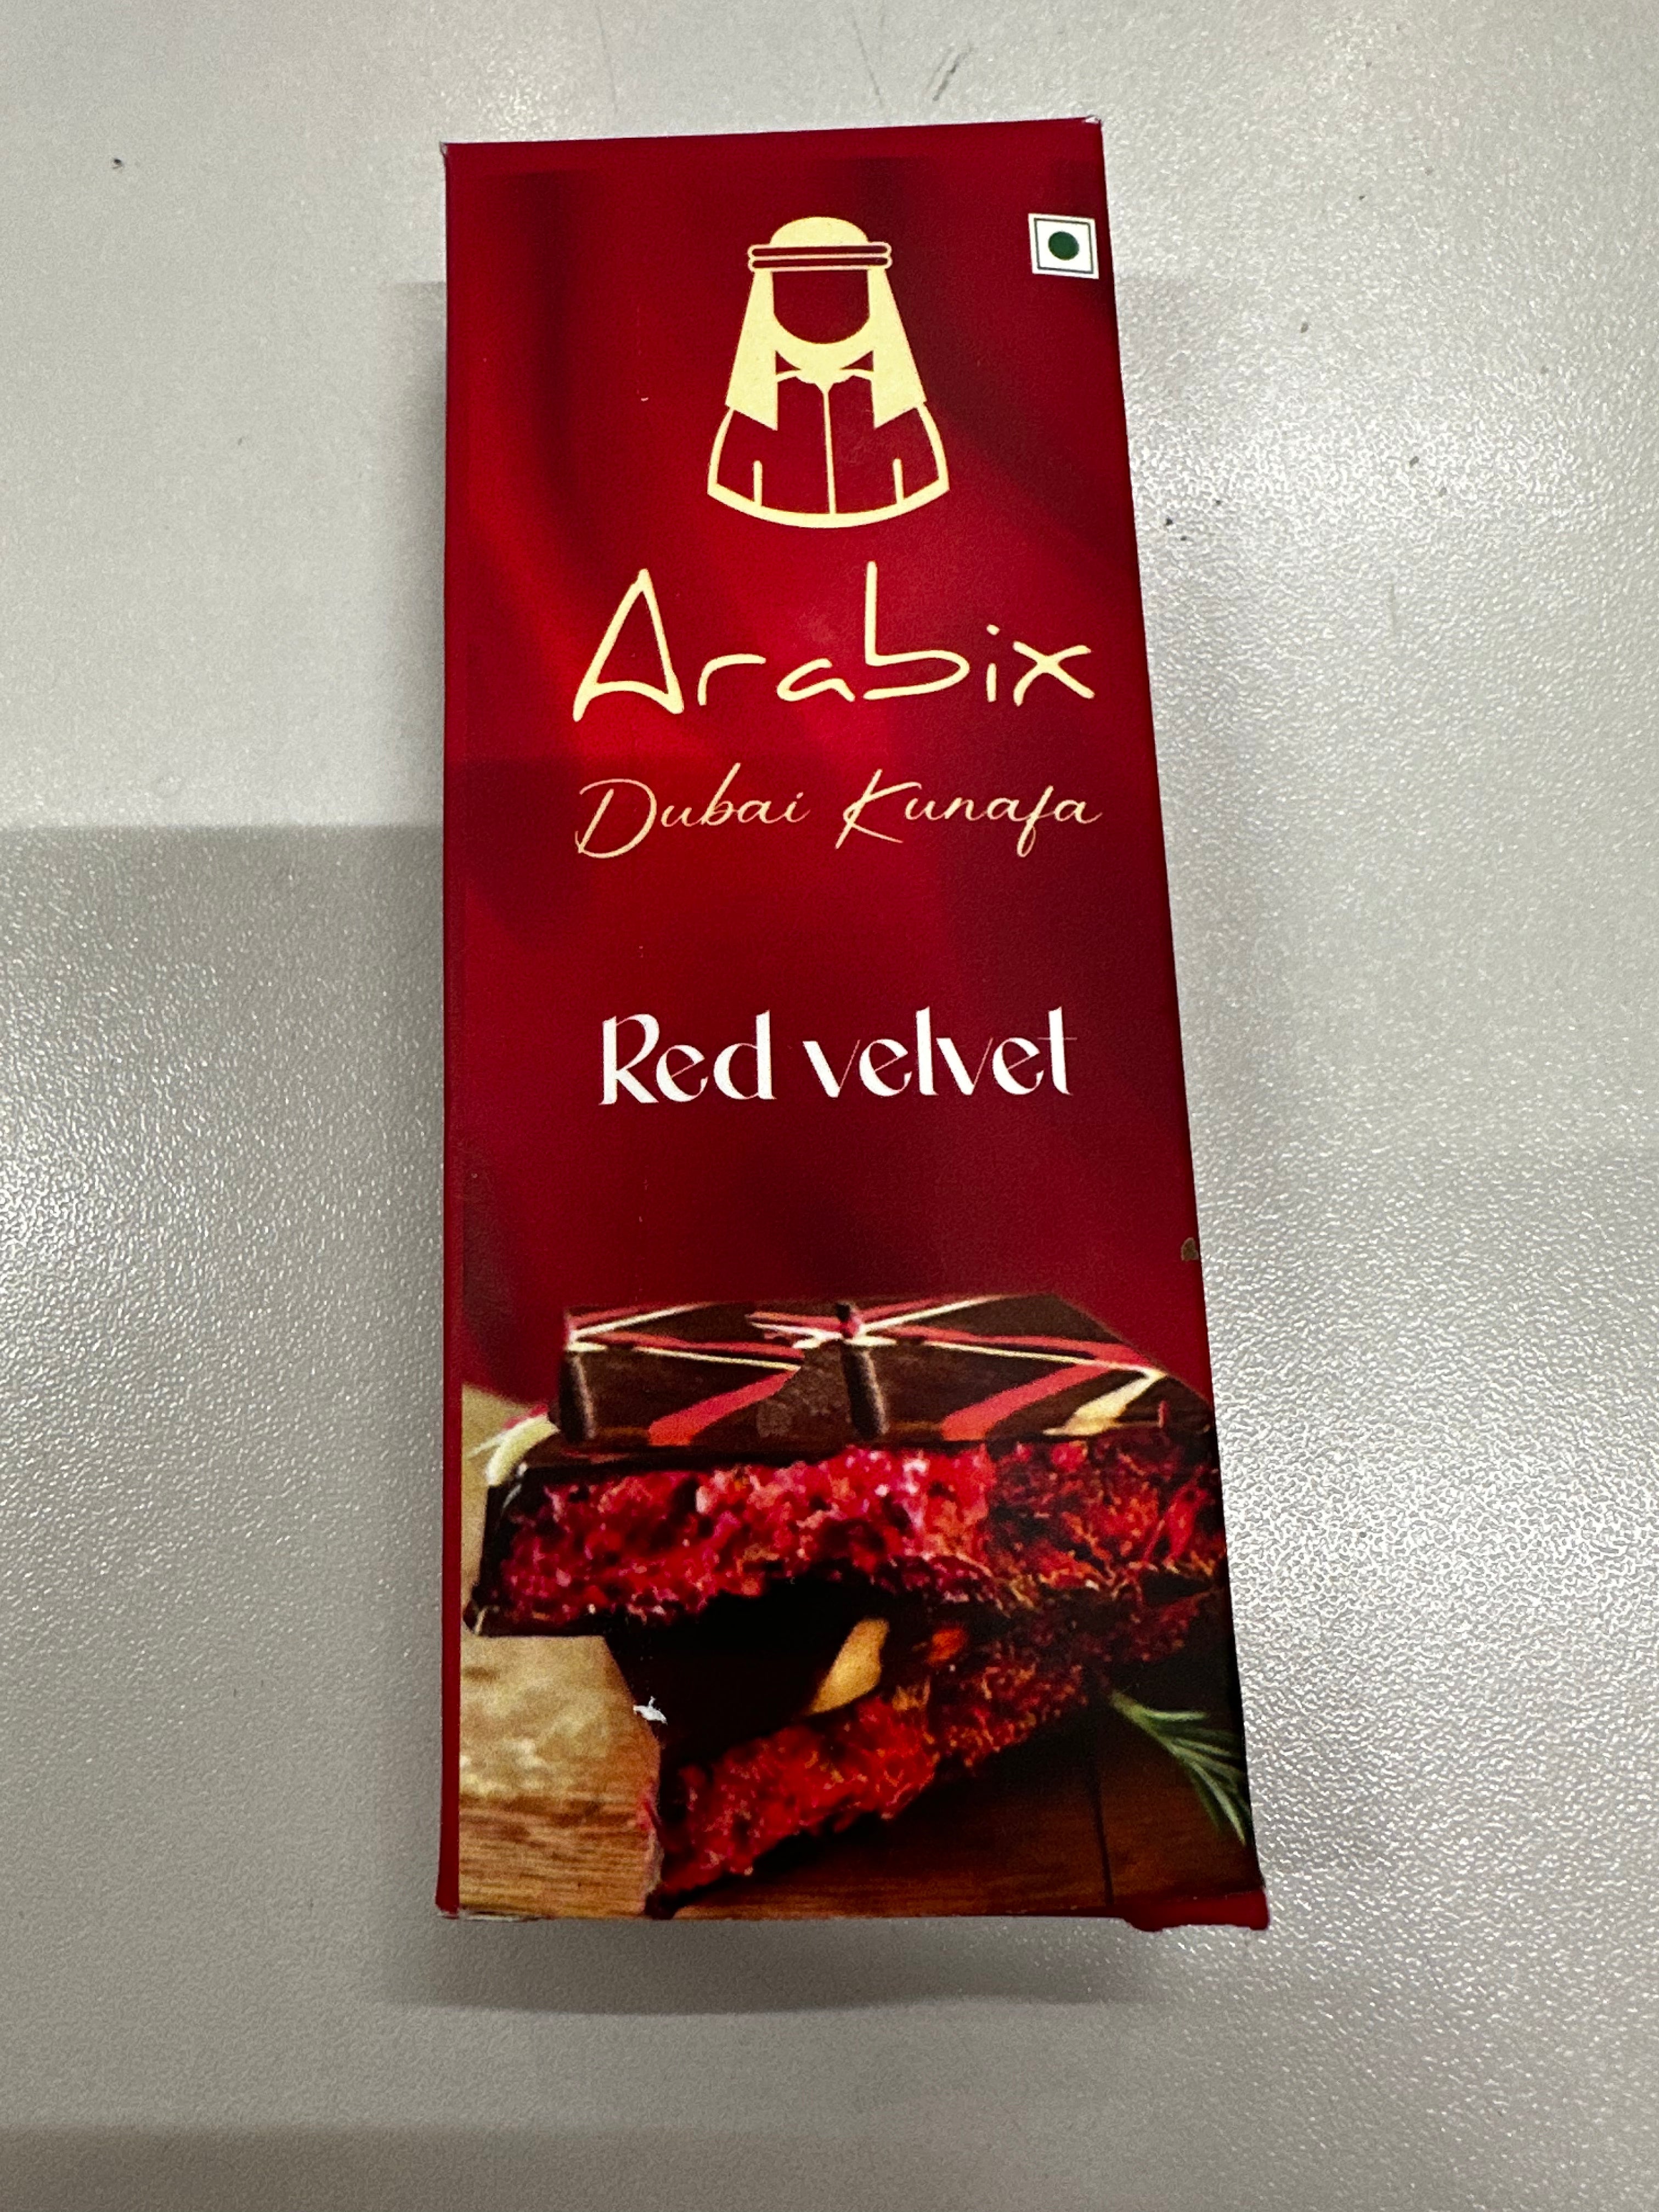 Arabix
Dubai Kunafa
Red velvet